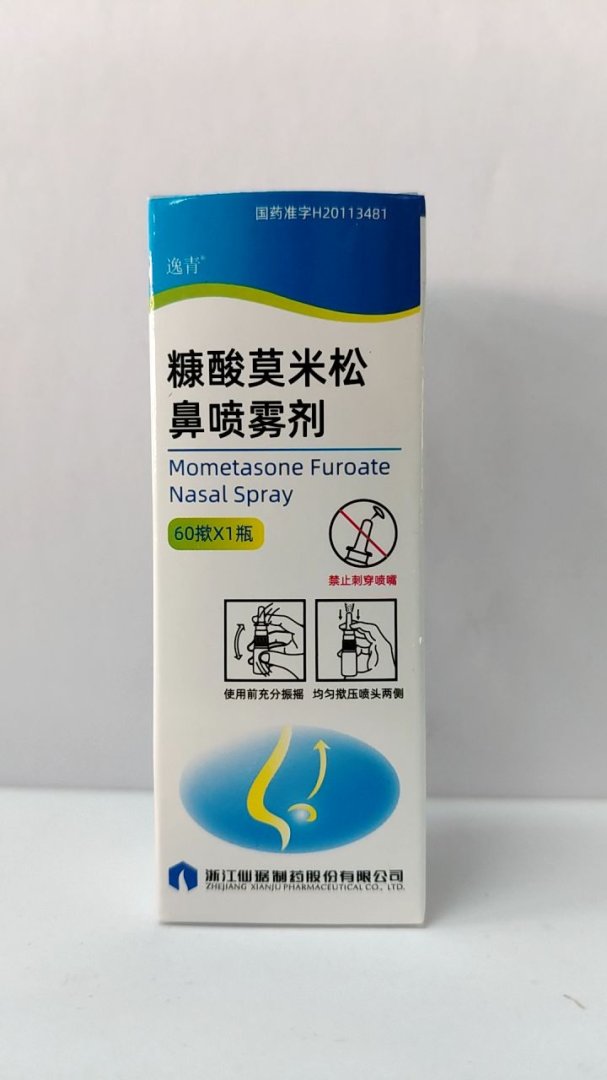 国药准字H20113481
逸青®
糠酸莫米松
鼻喷雾剂
Mometasone Furoate
Nasal Spray
60揿X1瓶
禁止刺穿喷嘴
使用前充分振摇 均匀揿压喷头两侧
浙江仙琚制药股份有限公司
ZHEJIANG XIANJU PHARMACEUTICAL CO., LTD.